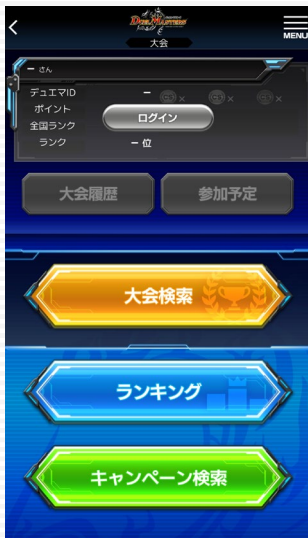 DUEL MASTERS
大会
MENU
ー さん
デュエマID ー
ポイント
ログイン
全国ランク
ランク ー 位
大会履歴 参加予定
大会検索
ランキング
キャンペーン検索